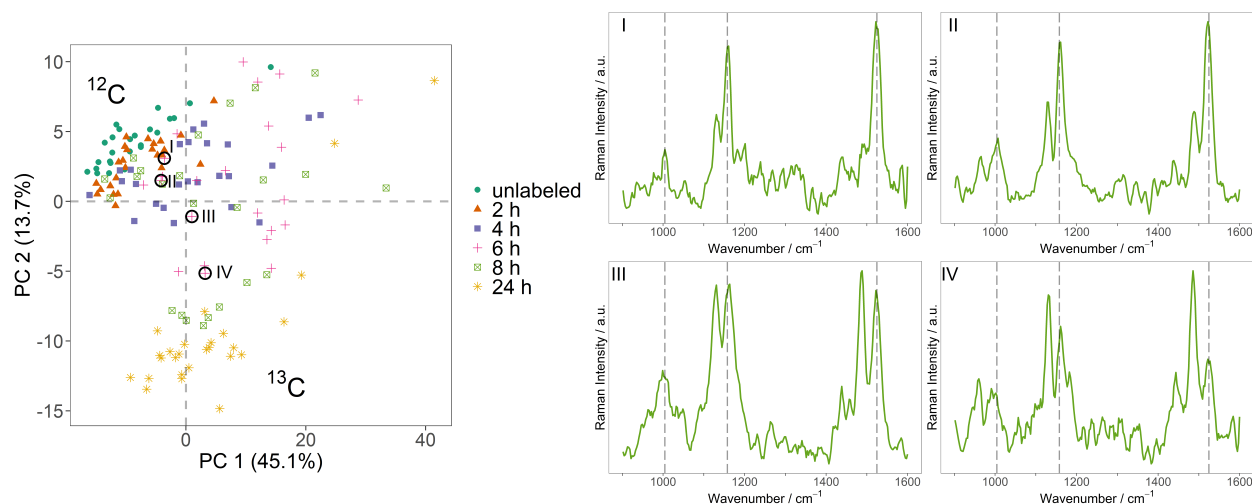 ¹²C
¹³C
I
II
III
IV
10
5
0
-5
-10
-15
0
20
40
PC 1 (45.1%)
PC 2 (13.7%)
unlabeled
2 h
4 h
6 h
8 h
24 h
I
Raman Intensity / a.u.
1000
1200
1400
1600
Wavenumber / cm⁻¹
II
Raman Intensity / a.u.
1000
1200
1400
1600
Wavenumber / cm⁻¹
III
Raman Intensity / a.u.
1000
1200
1400
1600
Wavenumber / cm⁻¹
IV
Raman Intensity / a.u.
1000
1200
1400
1600
Wavenumber / cm⁻¹